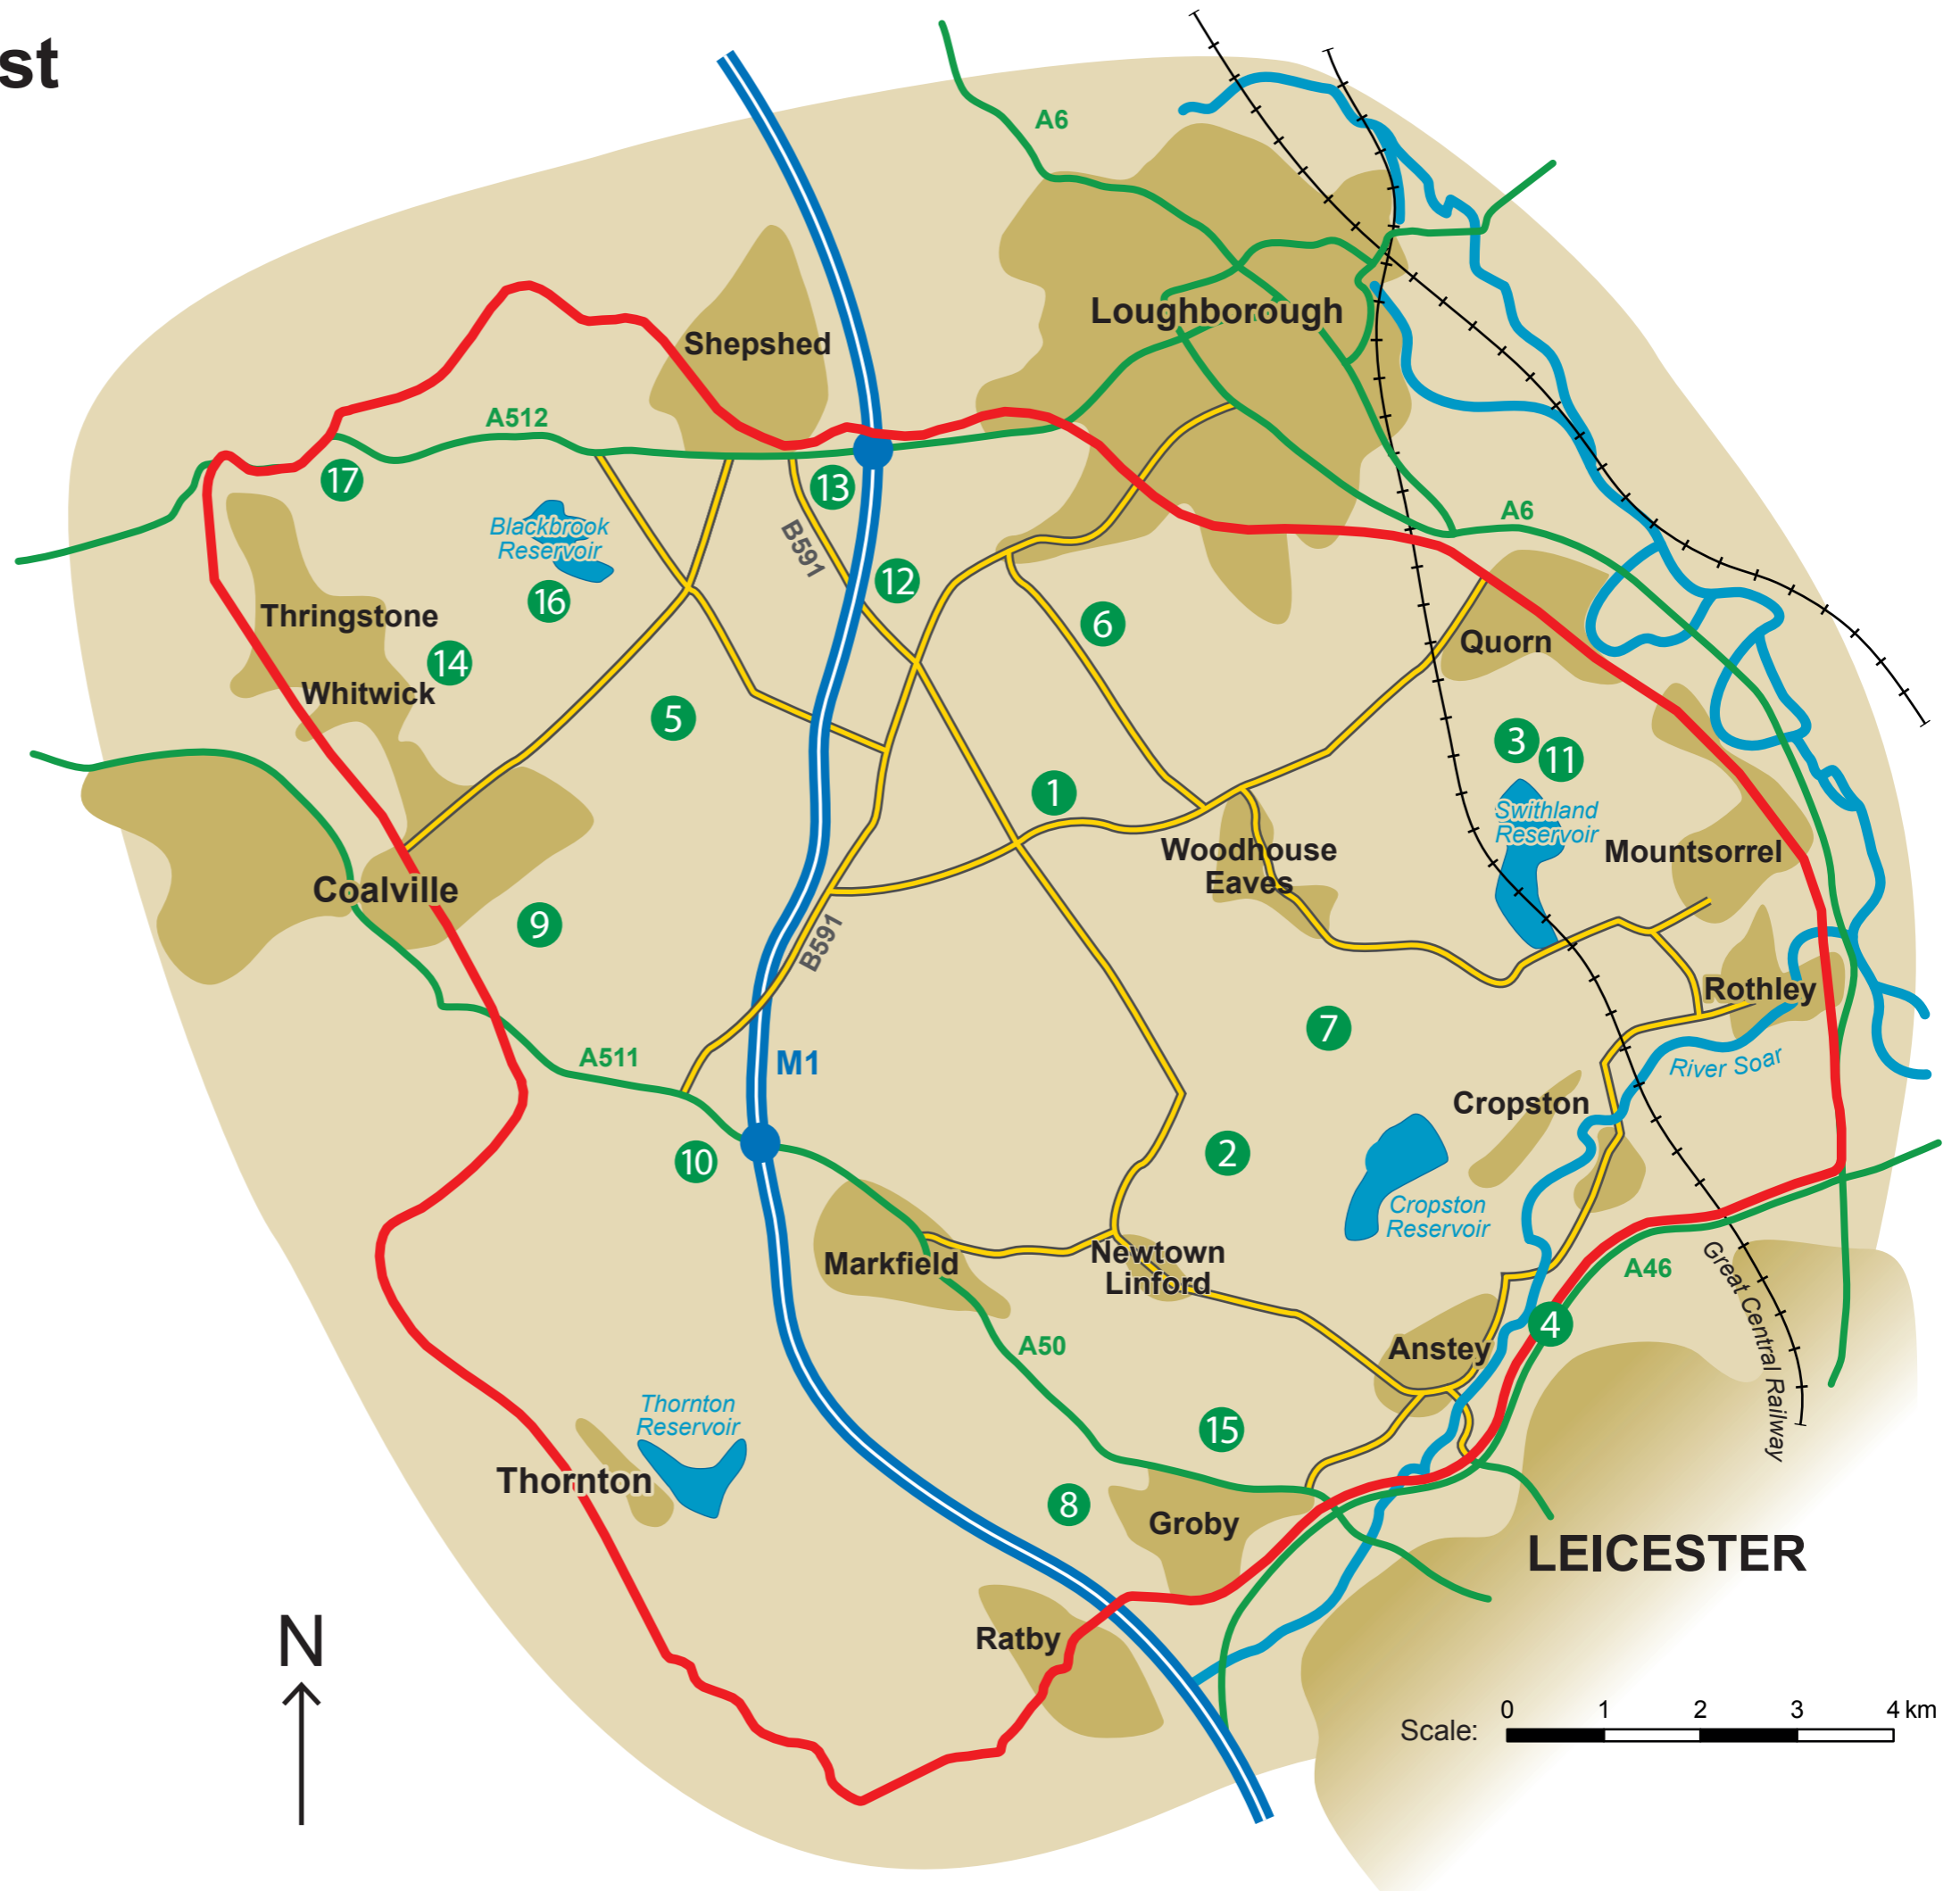 st
A6
Loughborough
Shepshed
A512
17
13
A6
Blackbrook
Reservoir
B591
12
16
Thringstone
6
Quorn
14
Whitwick
5
3
11
1
Swithland
Reservoir
Woodhouse
Eaves
Mountsorrel
Coalville
9
B591
Rothley
7
A511
M1
River Soar
Cropston
10
2
Cropston
Reservoir
Newtown
Linford
Markfield
A46
Great Central Railway
4
A50
Anstey
Thornton
Reservoir
15
Thornton
8
Groby
LEICESTER
N
Ratby
Scale:
0 1 2 3 4 km